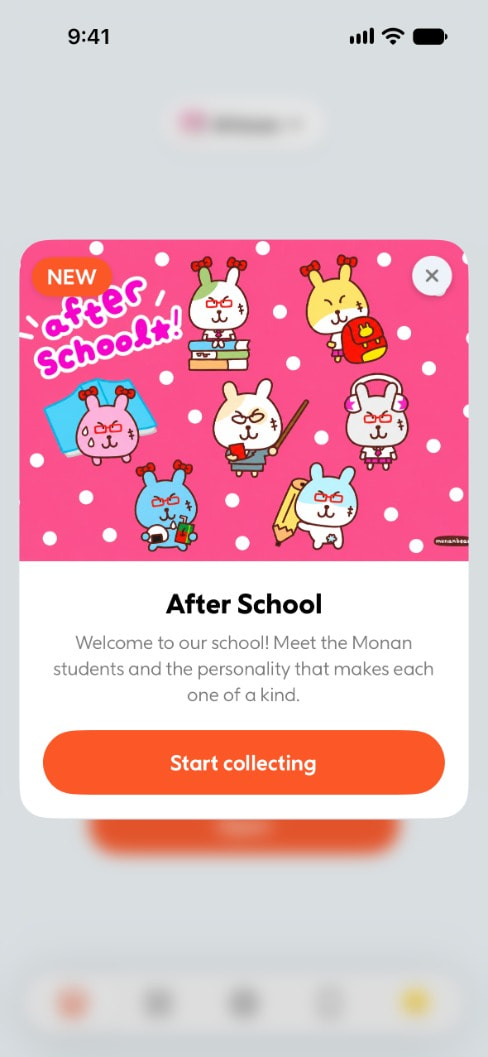 9:41
NEW
after
School★!
After School
Welcome to our school! Meet the Monan
students and the personality that makes each
one of a kind.
Start collecting